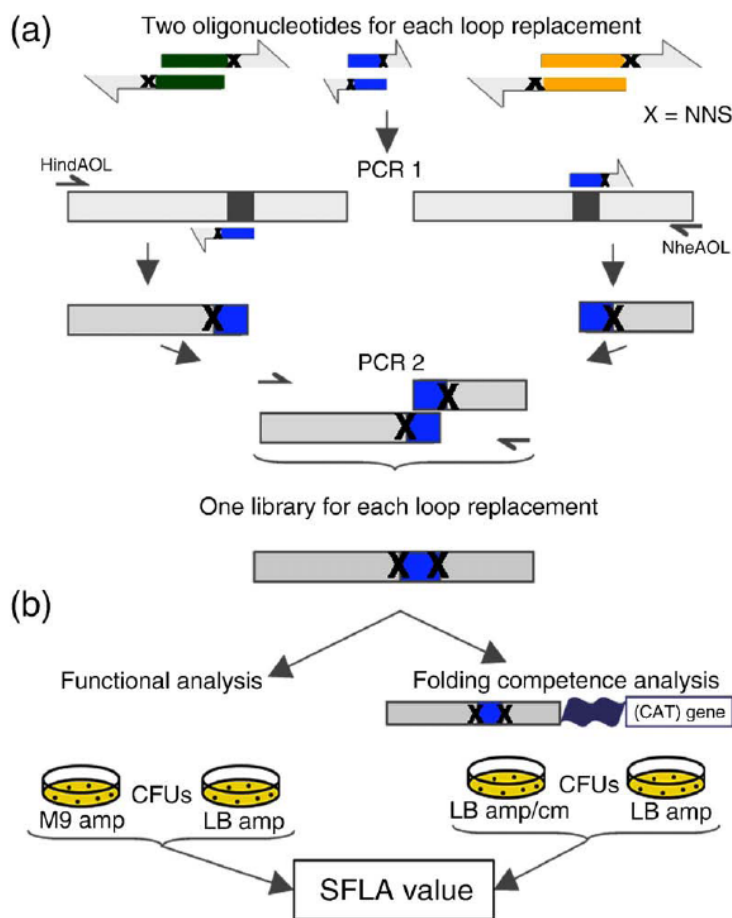 (a)
Two oligonucleotides for each loop replacement
X X X
X X X
X = NNS
PCR 1
HindAOL
X
X
NheAOL
X X
PCR 2
X
X
One library for each loop replacement
X X
(b)
Functional analysis
Folding competence analysis
X X (CAT) gene
CFUs
M9 amp
LB amp
CFUs
LB amp/cm
LB amp
SFLA value